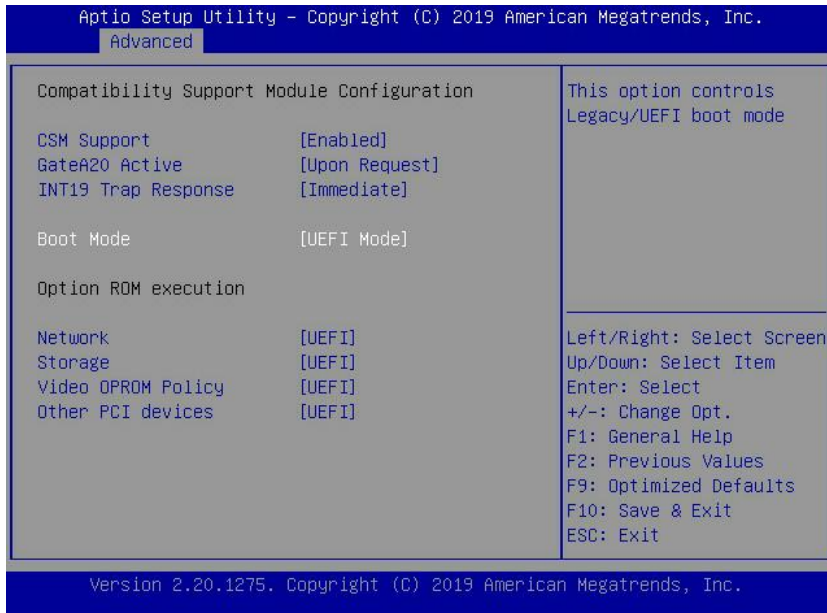 Aptio Setup Utility – Copyright (C) 2019 American Megatrends, Inc.
Advanced
Compatibility Support Module Configuration
CSM Support [Enabled]
GateA20 Active [Upon Request]
INT19 Trap Response [Immediate]
Boot Mode [UEFI Mode]
Option ROM execution
Network [UEFI]
Storage [UEFI]
Video OPROM Policy [UEFI]
Other PCI devices [UEFI]
This option controls
Legacy/UEFI boot mode
Left/Right: Select Screen
Up/Down: Select Item
Enter: Select
+/-: Change Opt.
F1: General Help
F2: Previous Values
F9: Optimized Defaults
F10: Save & Exit
ESC: Exit
Version 2.20.1275. Copyright (C) 2019 American Megatrends, Inc.